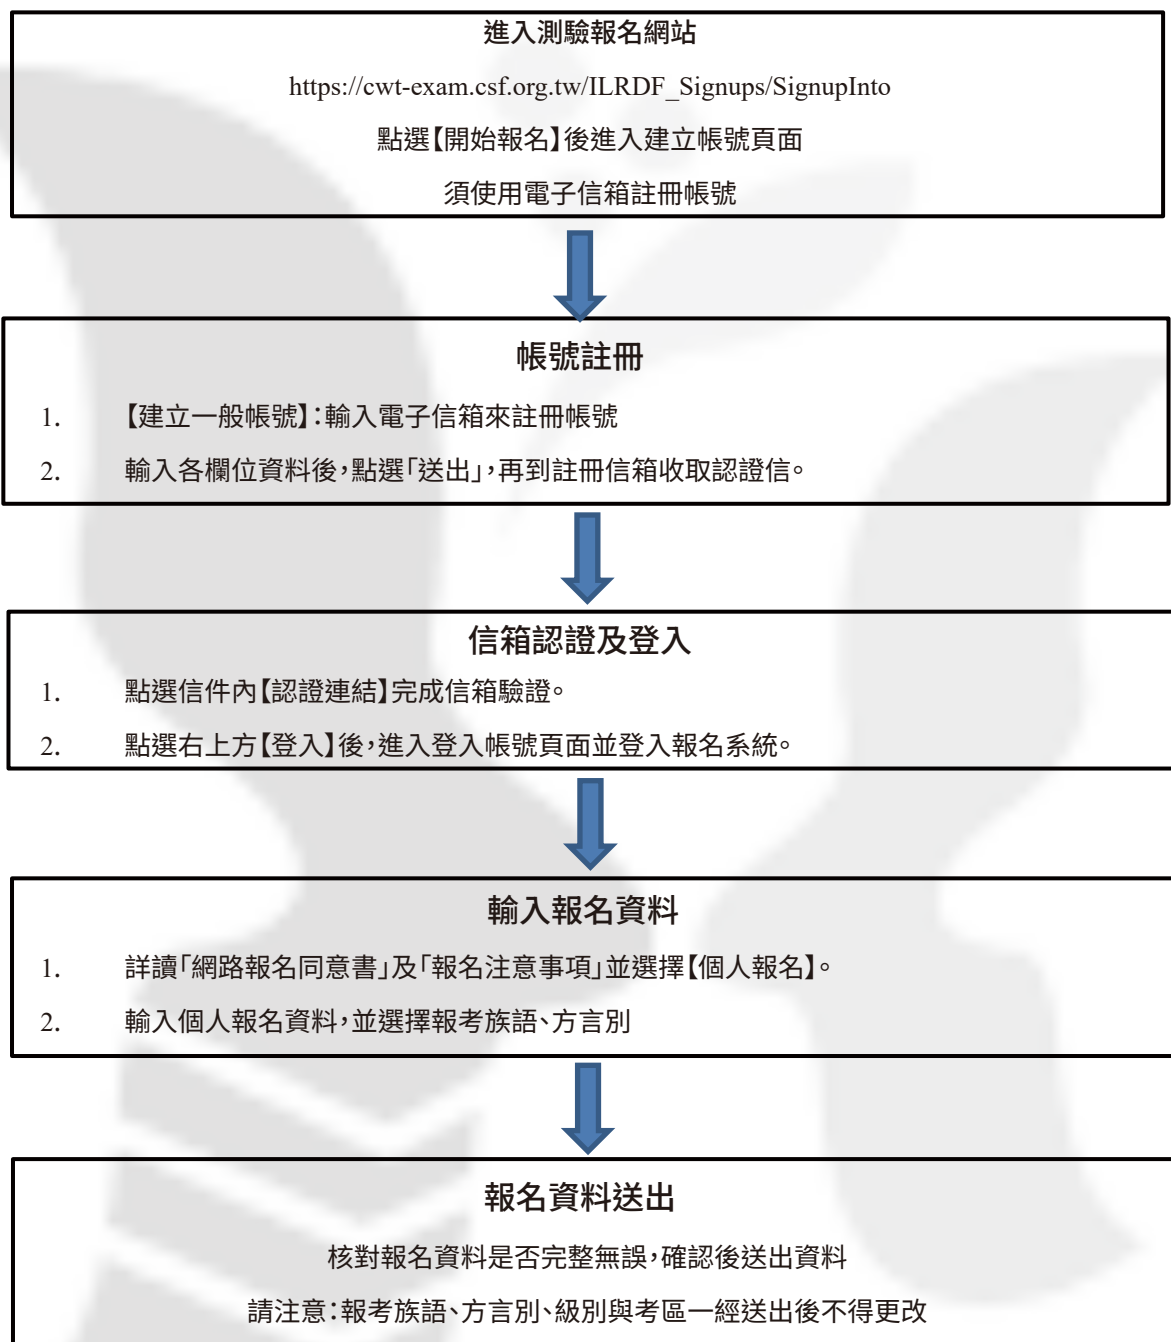 進入測驗報名網站
https://cwt-exam.csf.org.tw/ILRDF_Signups/SignupInto
點選【開始報名】後進入建立帳號頁面
須使用電子信箱註冊帳號
帳號註冊
1. 【建立一般帳號】：輸入電子信箱來註冊帳號
2. 輸入各欄位資料後，點選「送出」，再到註冊信箱收取認證信。
信箱認證及登入
1. 點選信件內【認證連結】完成信箱驗證。
2. 點選右上方【登入】後，進入登入帳號頁面並登入報名系統。
輸入報名資料
1. 詳讀「網路報名同意書」及「報名注意事項」並選擇【個人報名】。
2. 輸入個人報名資料，並選擇報考族語、方言別
報名資料送出
核對報名資料是否完整無誤，確認後送出資料
請注意：報考族語、方言別、級別與考區一經送出後不得更改